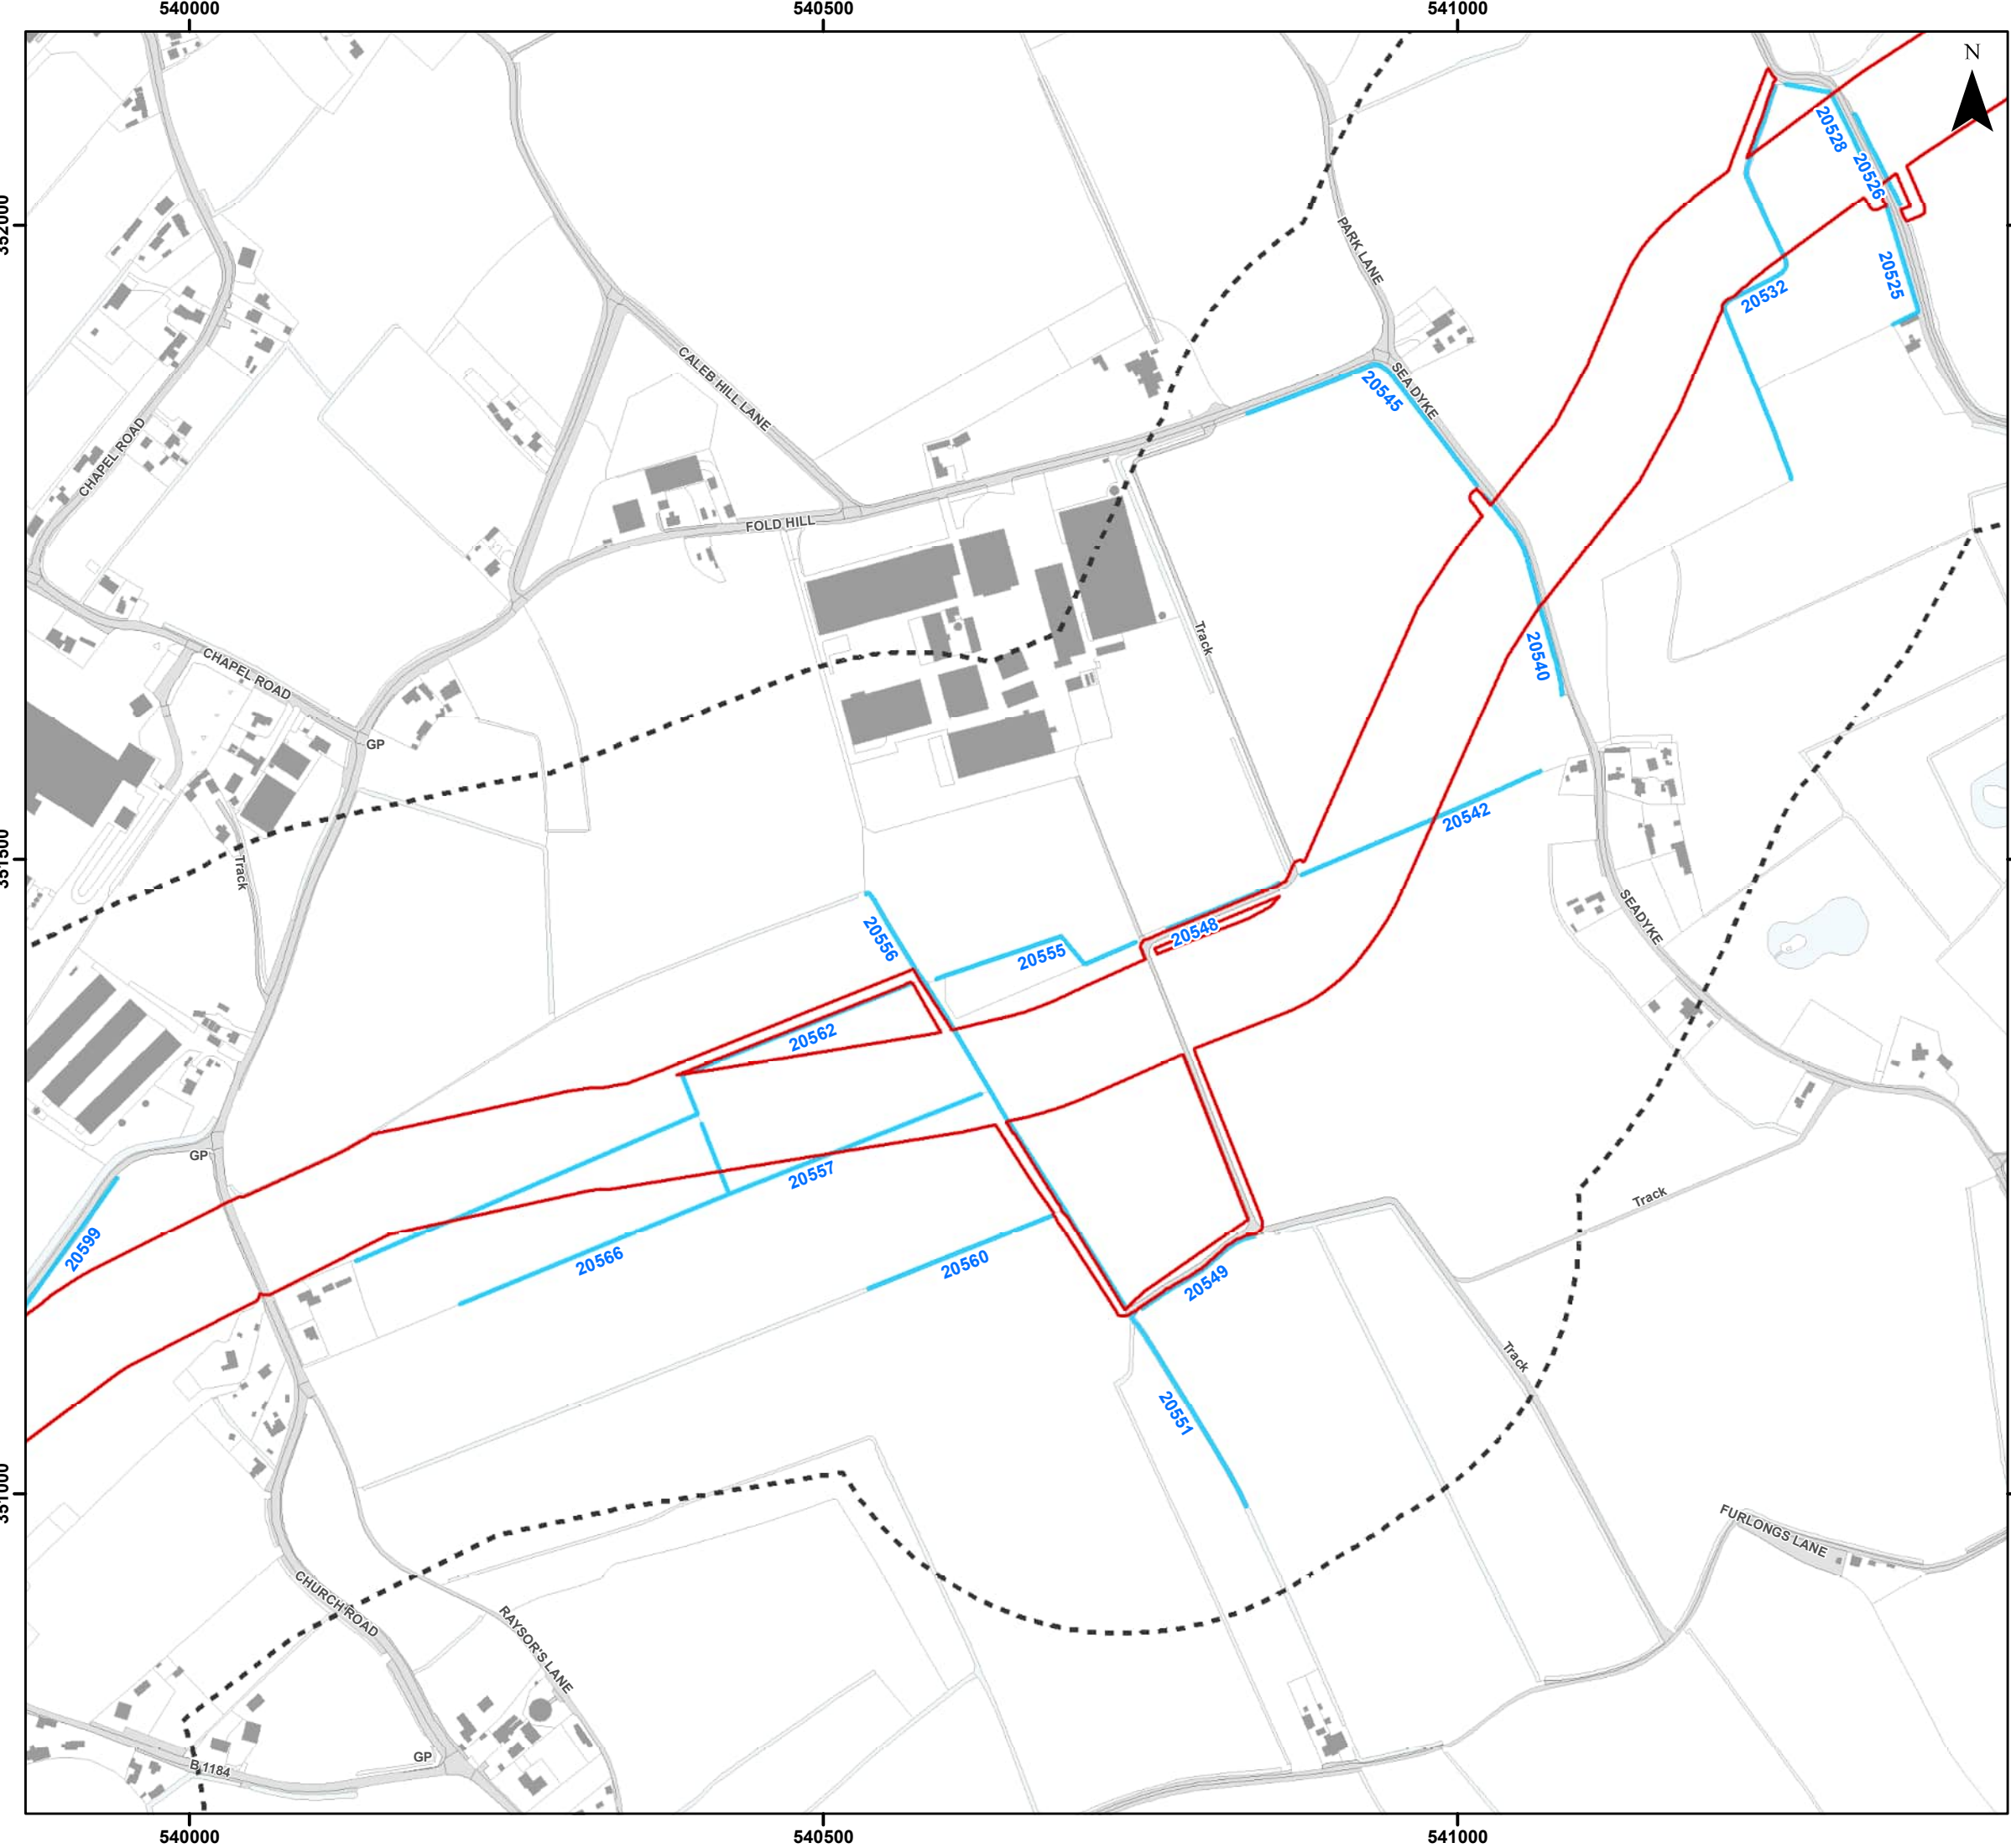 540000
540500
541000
N
20528
20526
352000
PARK LANE
20525
20532
CALEB HILL LANE
20545
SEA DYKE
CHAPEL ROAD
FOLD HILL
Track
20540
CHAPEL ROAD
GP
20542
351500
Track
SEADYKE
20556
20548
20555
20562
GP
20557
Track
20599
20566
20560
20549
Track
20551
351000
FURLONGS LANE
CHURCH ROAD
RAYSOR'S LANE
GP
B 1184
540000
540500
541000